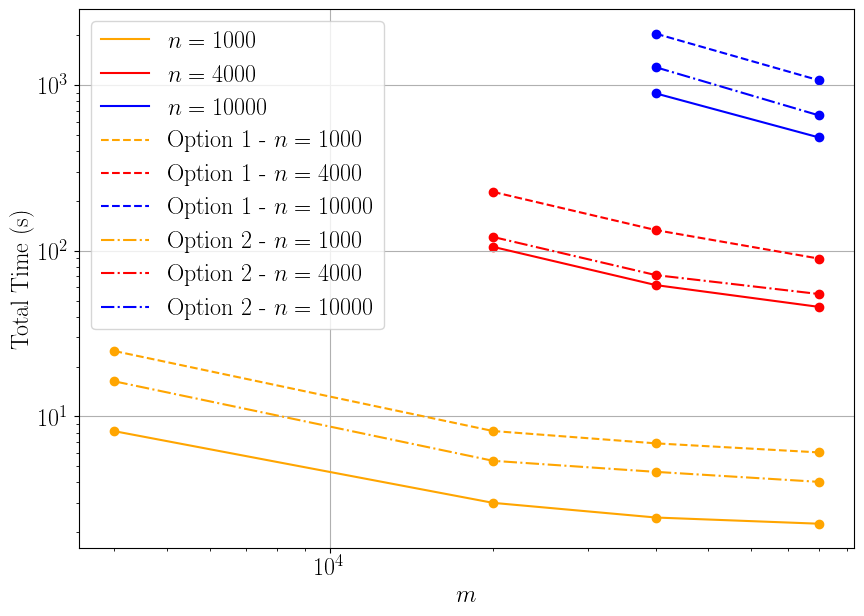 n = 1000
n = 4000
n = 10000
Option 1 - n = 1000
Option 1 - n = 4000
Option 1 - n = 10000
Option 2 - n = 1000
Option 2 - n = 4000
Option 2 - n = 10000
10³
10²
10¹
Total Time (s)
10⁴
m